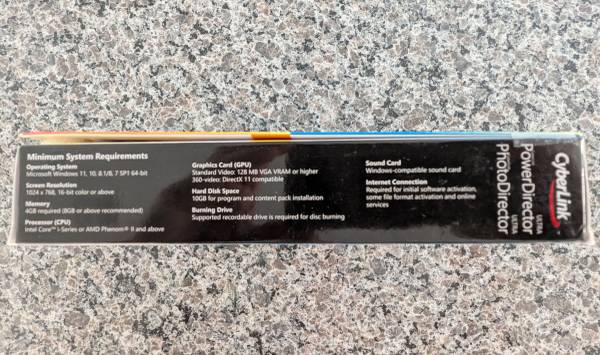 Minimum System Requirements
Operating System
Microsoft Windows 11, 10, 8.1/8, 7 SP1 64-bit
Screen Resolution
1024 x 768, 16-bit color or above
Memory
4GB required (8GB or above recommended)
Processor (CPU)
Intel Core™ i-Series or AMD Phenom® II and above
Graphics Card (GPU)
Standard Video: 128 MB VGA VRAM or higher
360-video: DirectX 11 compatible
Hard Disk Space
10GB for program and content pack installation
Burning Drive
Supported recordable drive is required for disc burning
Sound Card
Windows-compatible sound card
Internet Connection
Required for initial software activation,
some file format activation and online
services
CyberLink
PowerDirector ULTRA
PhotoDirector ULTRA